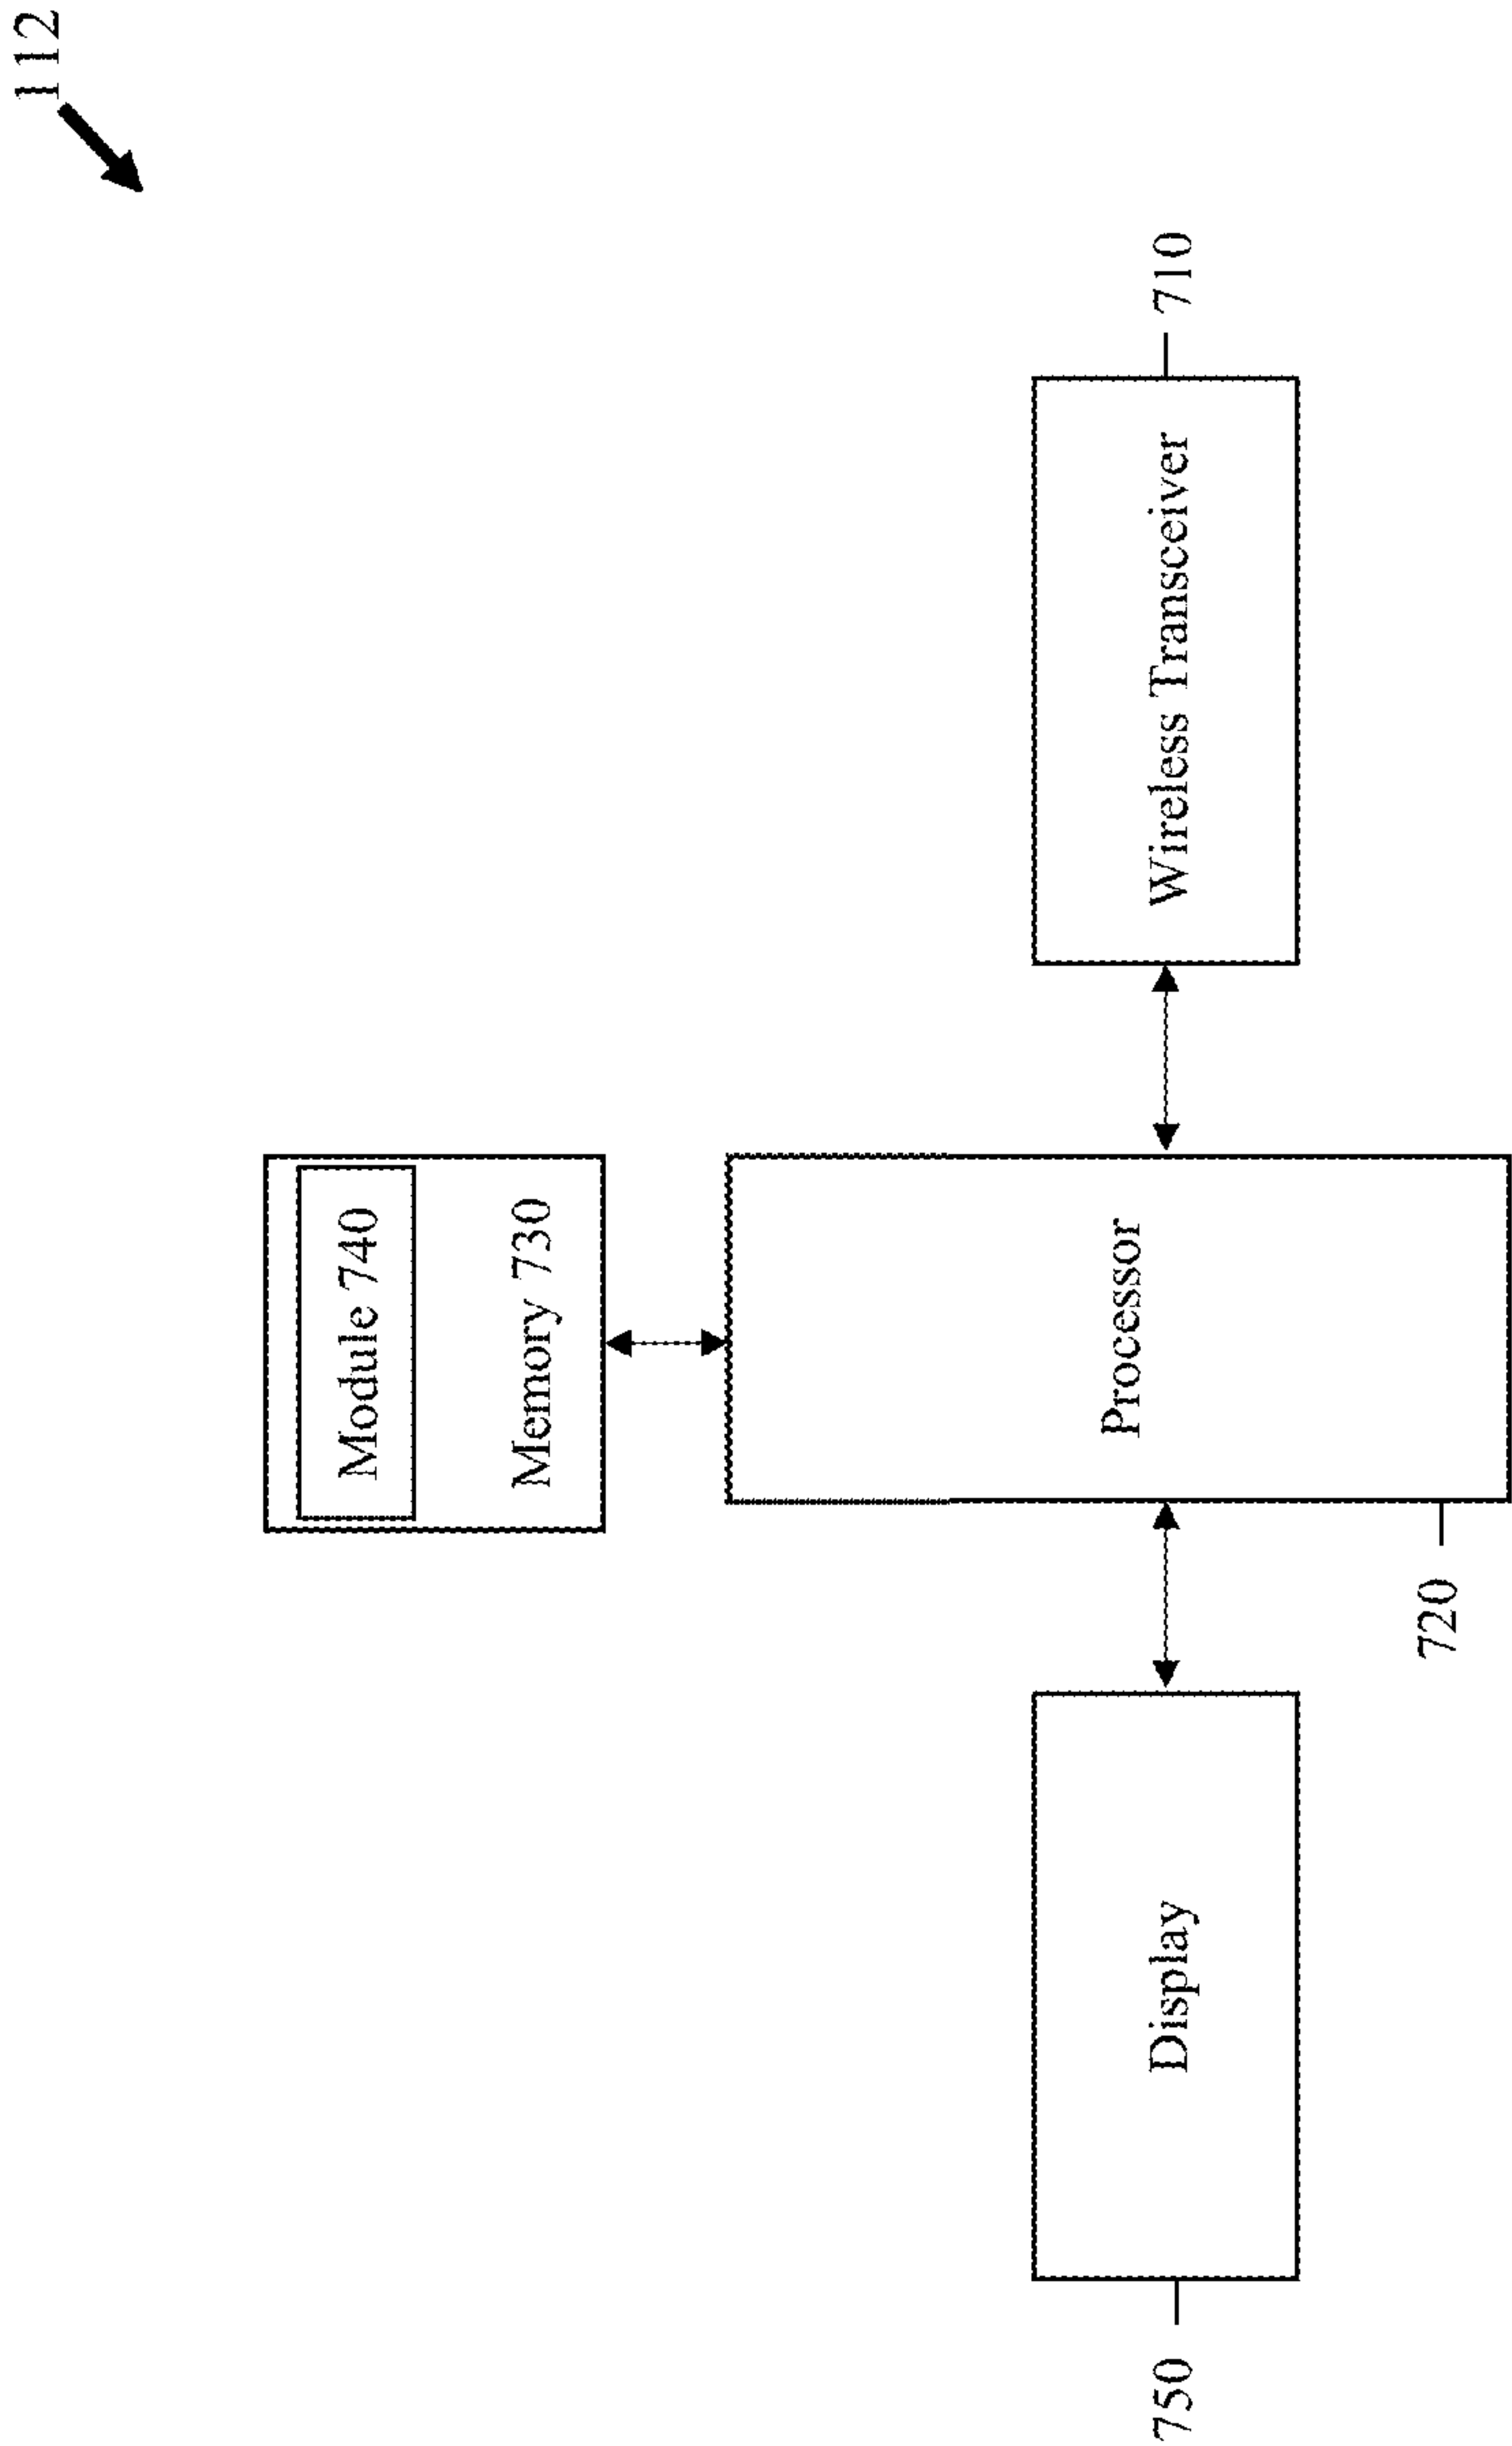 112
Module 740
Memory 730
Display
Processor
Wireless Transceiver
750
710
720